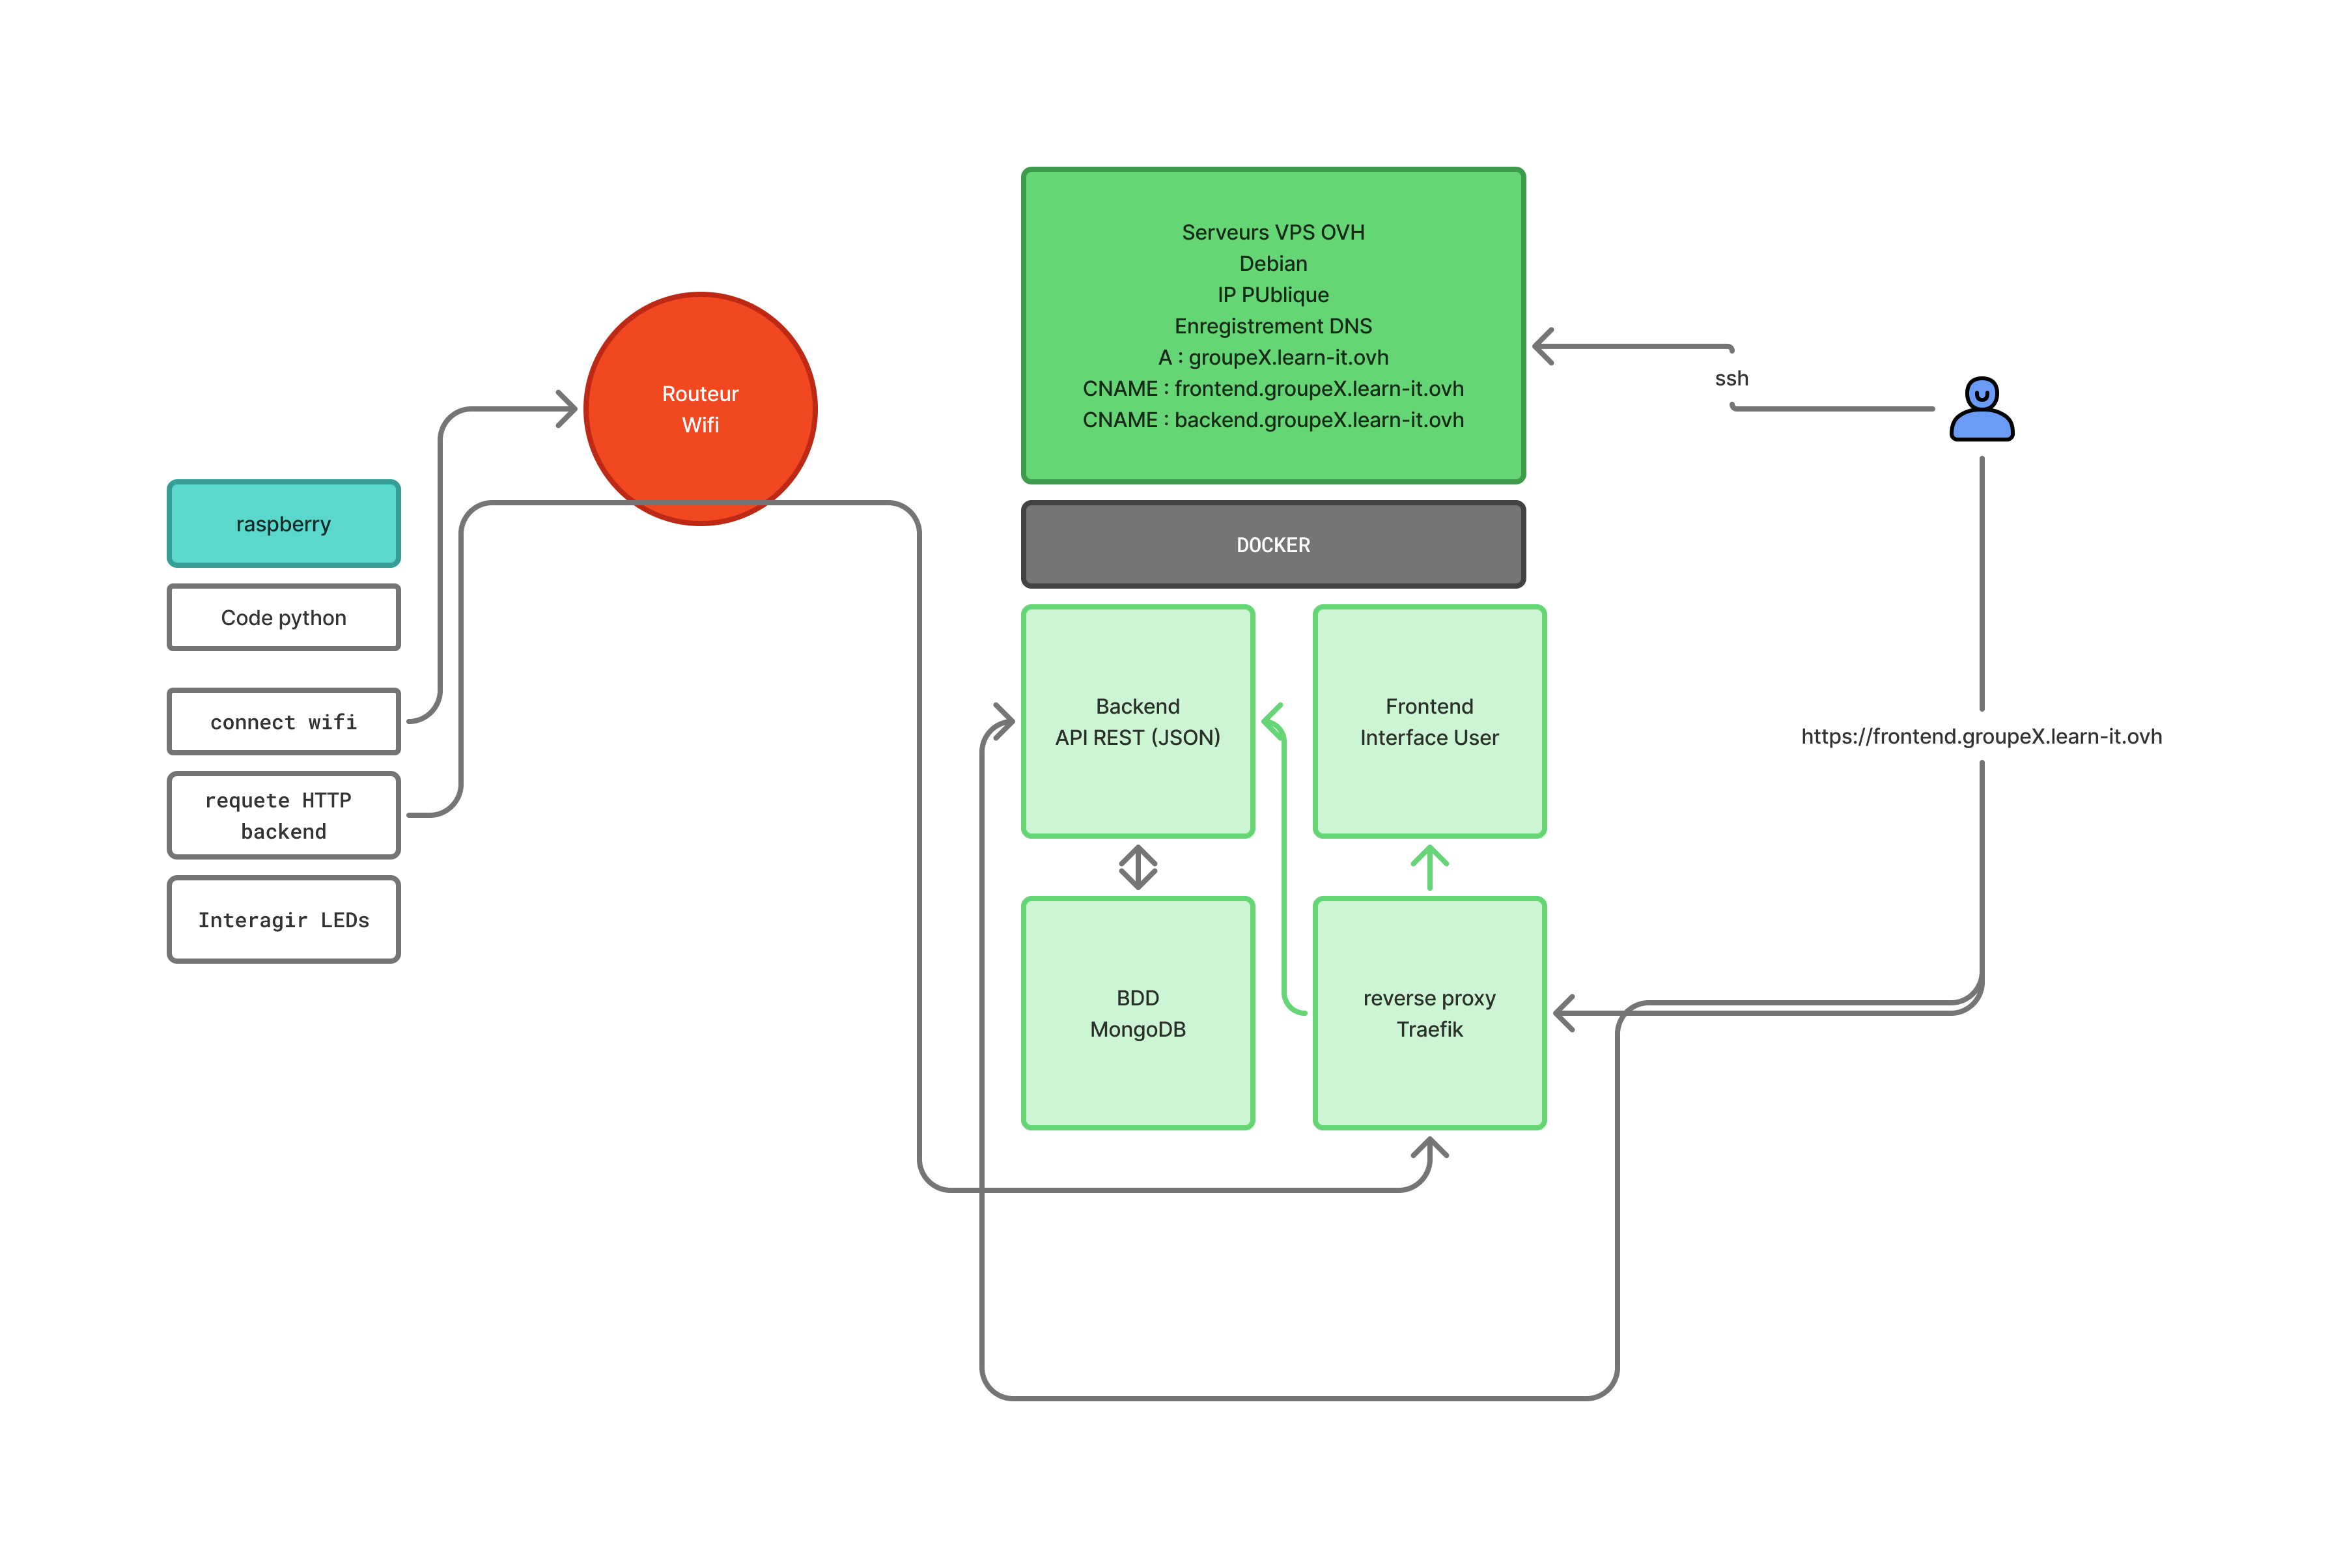 Serveurs VPS OVH
Debian
IP PUblique
Enregistrement DNS
A : groupeX.learn-it.ovh
CNAME : frontend.groupeX.learn-it.ovh
CNAME : backend.groupeX.learn-it.ovh
Routeur
Wifi
ssh
raspberry
DOCKER
Code python
connect wifi
requete HTTP
backend
Interagir LEDs
Backend
API REST (JSON)
Frontend
Interface User
https://frontend.groupeX.learn-it.ovh
BDD
MongoDB
reverse proxy
Traefik